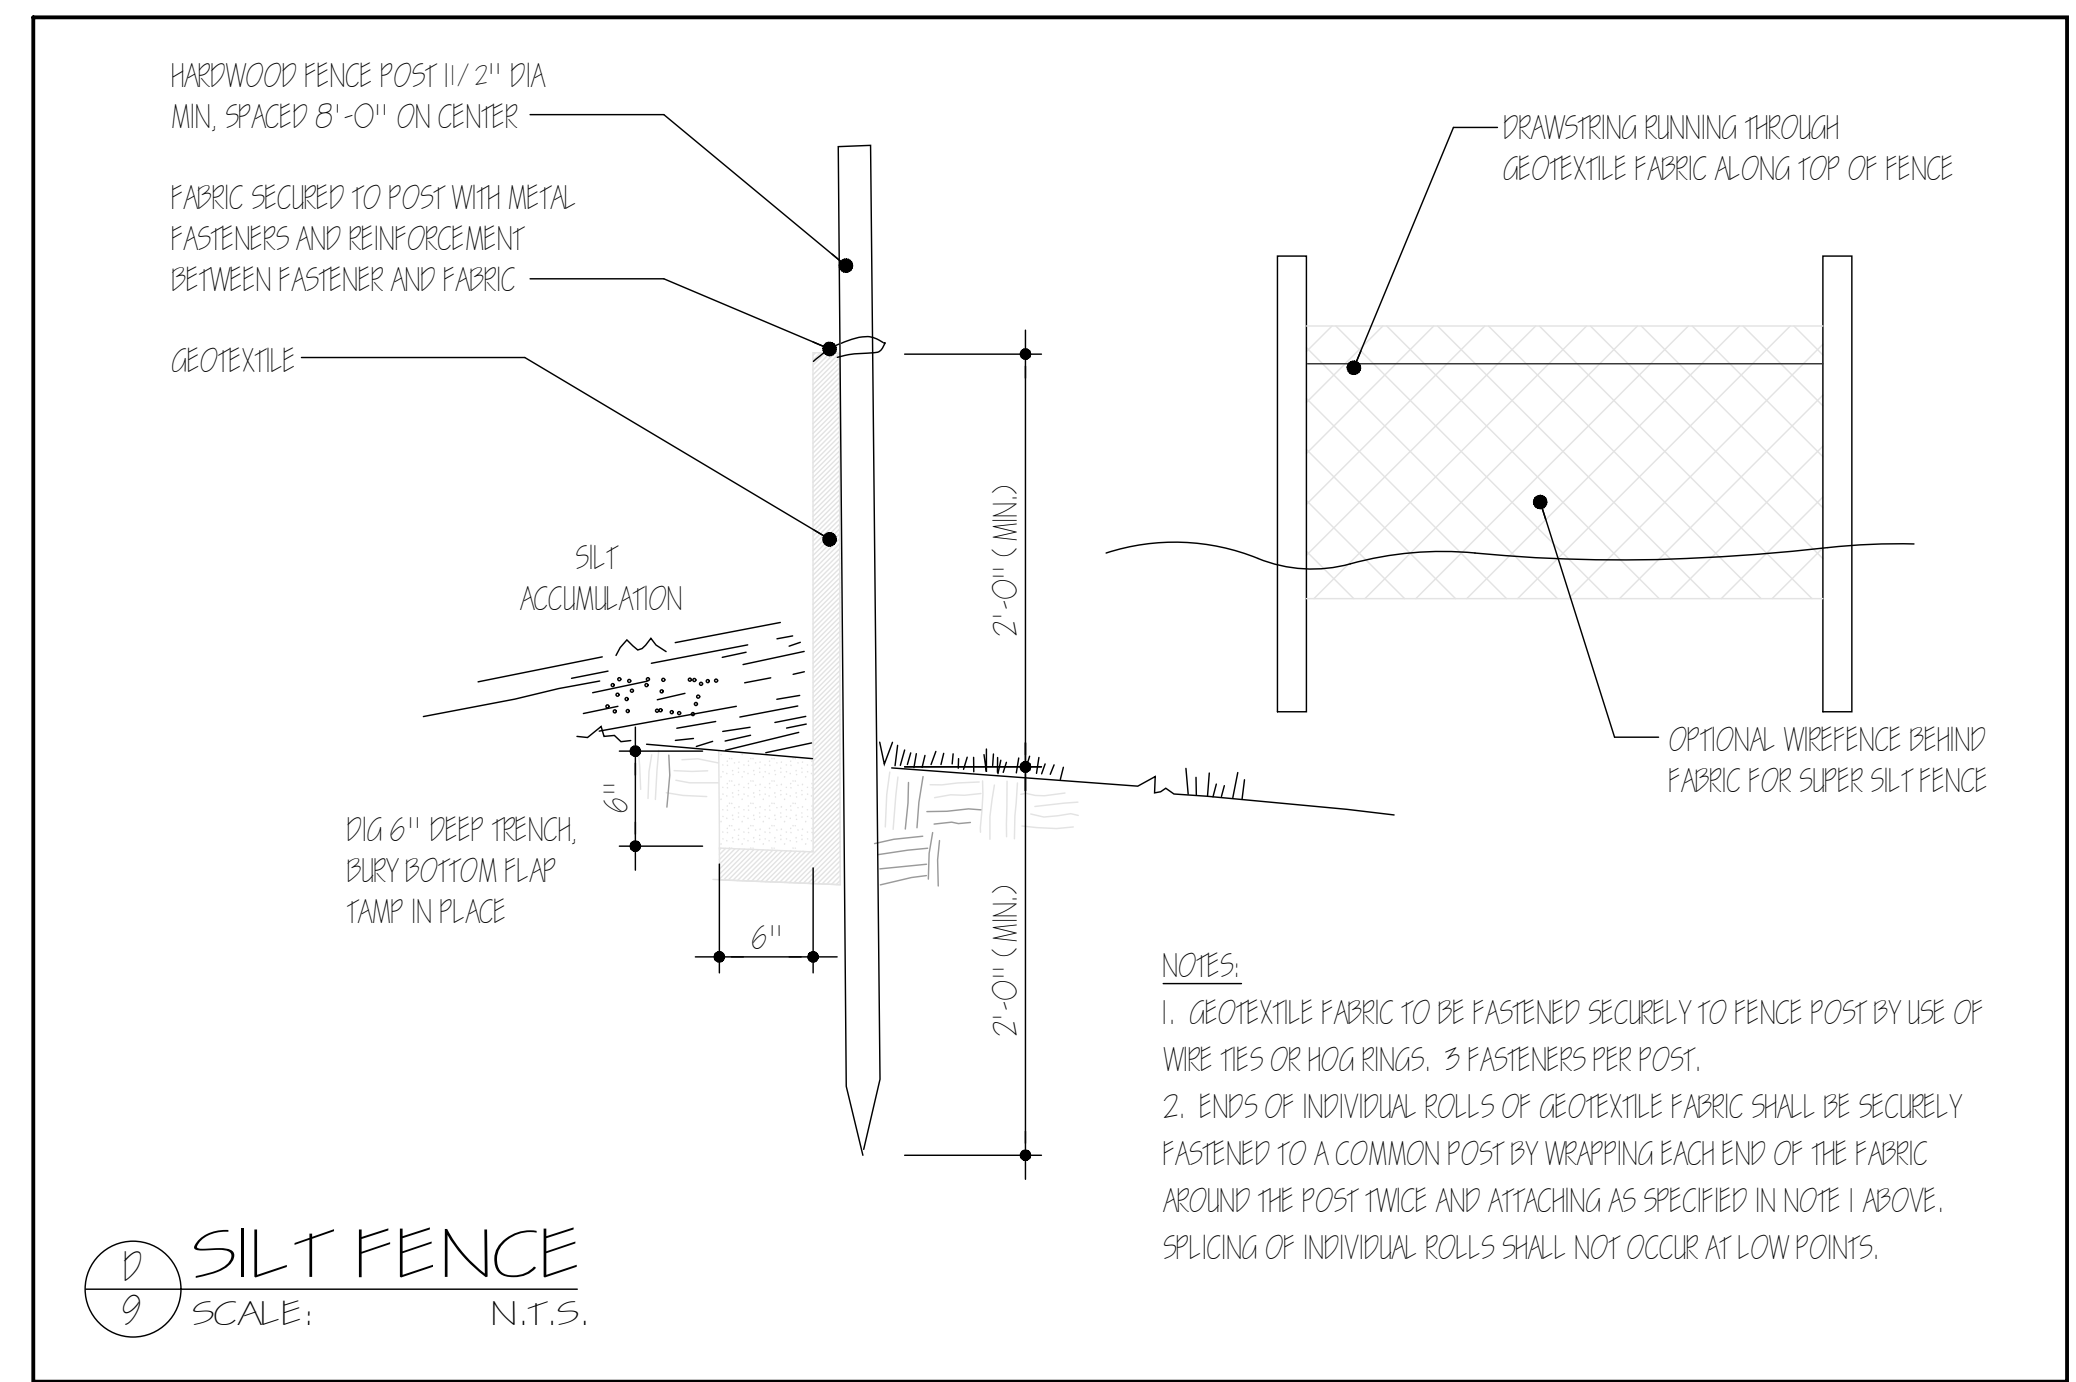 HARDWOOD FENCE POST 11/2" DIA
MIN, SPACED 8'-0" ON CENTER
FABRIC SECURED TO POST WITH METAL
FASTENERS AND REINFORCEMENT
BETWEEN FASTENER AND FABRIC
GEOTEXTILE
SILT
ACCUMULATION
6"
DIG 6" DEEP TRENCH,
BURY BOTTOM FLAP
TAMP IN PLACE
6"
2'-0" (MIN.)
2'-0" (MIN.)
DRAWSTRING RUNNING THROUGH
GEOTEXTILE FABRIC ALONG TOP OF FENCE
OPTIONAL WIREFENCE BEHIND
FABRIC FOR SUPER SILT FENCE
NOTES:
1. GEOTEXTILE FABRIC TO BE FASTENED SECURELY TO FENCE POST BY USE OF
WIRE TIES OR HOG RINGS. 3 FASTENERS PER POST.
2. ENDS OF INDIVIDUAL ROLLS OF GEOTEXTILE FABRIC SHALL BE SECURELY
FASTENED TO A COMMON POST BY WRAPPING EACH END OF THE FABRIC
AROUND THE POST TWICE AND ATTACHING AS SPECIFIED IN NOTE 1 ABOVE.
SPLICING OF INDIVIDUAL ROLLS SHALL NOT OCCUR AT LOW POINTS.
D
9
SILT FENCE
SCALE: N.T.S.